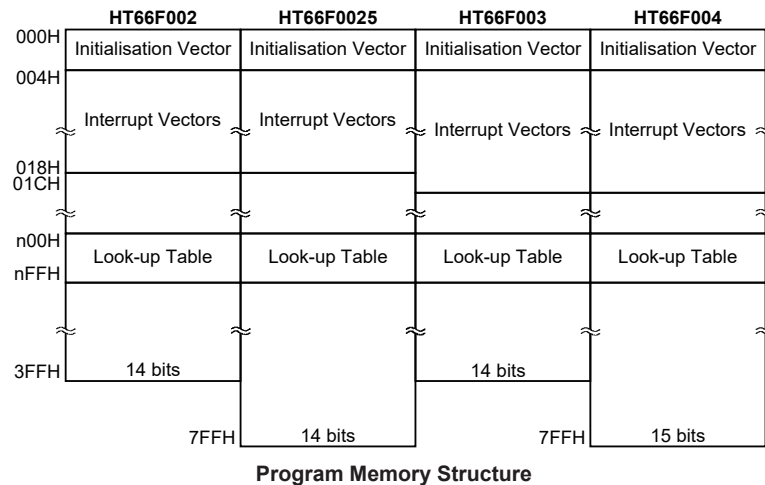 HT66F002 HT66F0025 HT66F003 HT66F004
000H Initialisation Vector Initialisation Vector Initialisation Vector Initialisation Vector
004H
Interrupt Vectors Interrupt Vectors Interrupt Vectors Interrupt Vectors
018H
01CH
n00H
Look-up Table Look-up Table Look-up Table Look-up Table
nFFH
3FFH 14 bits 14 bits
7FFH 14 bits 7FFH 15 bits
Program Memory Structure